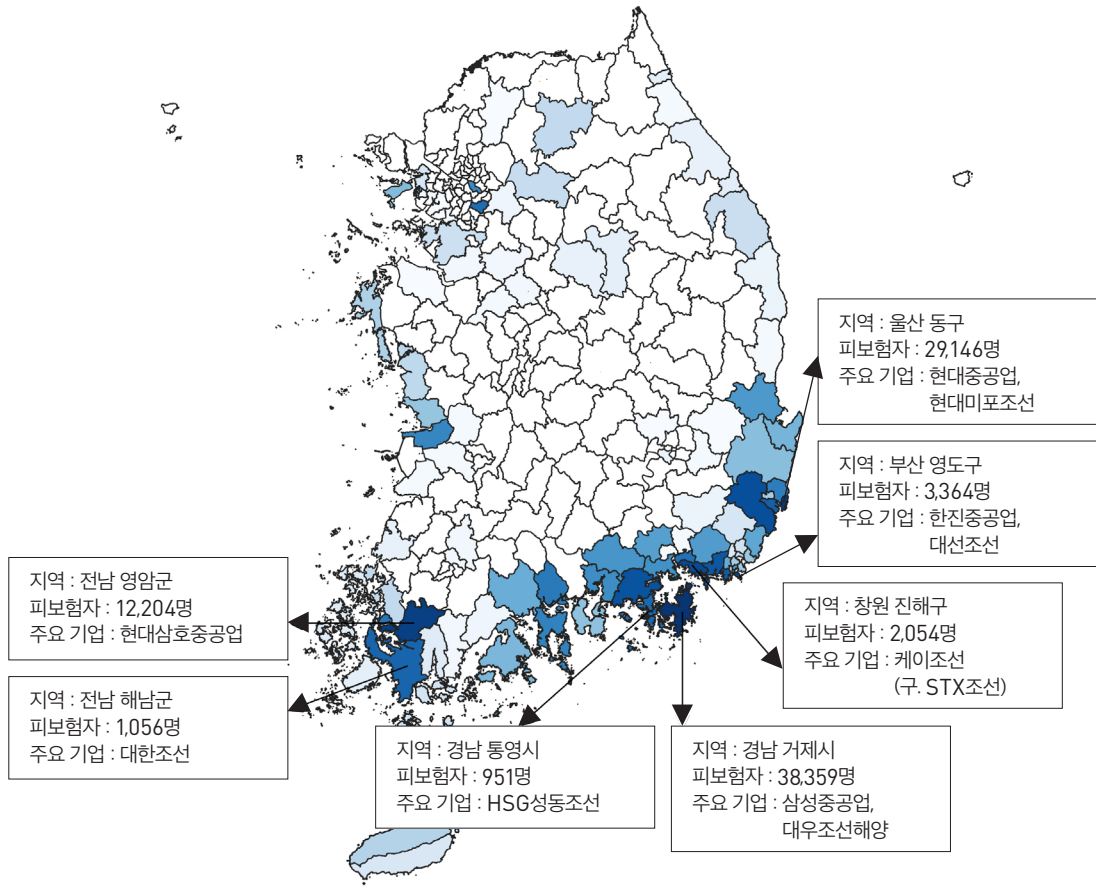 지역 : 울산 동구
피보험자 : 29,146명
주요 기업 : 현대중공업,
현대미포조선
지역 : 부산 영도구
피보험자 : 3,364명
주요 기업 : 한진중공업,
대선조선
지역 : 전남 영암군
피보험자 : 12,204명
주요 기업 : 현대삼호중공업
지역 : 창원 진해구
피보험자 : 2,054명
주요 기업 : 케이조선
(구. STX조선)
지역 : 전남 해남군
피보험자 : 1,056명
주요 기업 : 대한조선
지역 : 경남 통영시
피보험자 : 951명
주요 기업 : HSG성동조선
지역 : 경남 거제시
피보험자 : 38,359명
주요 기업 : 삼성중공업,
대우조선해양